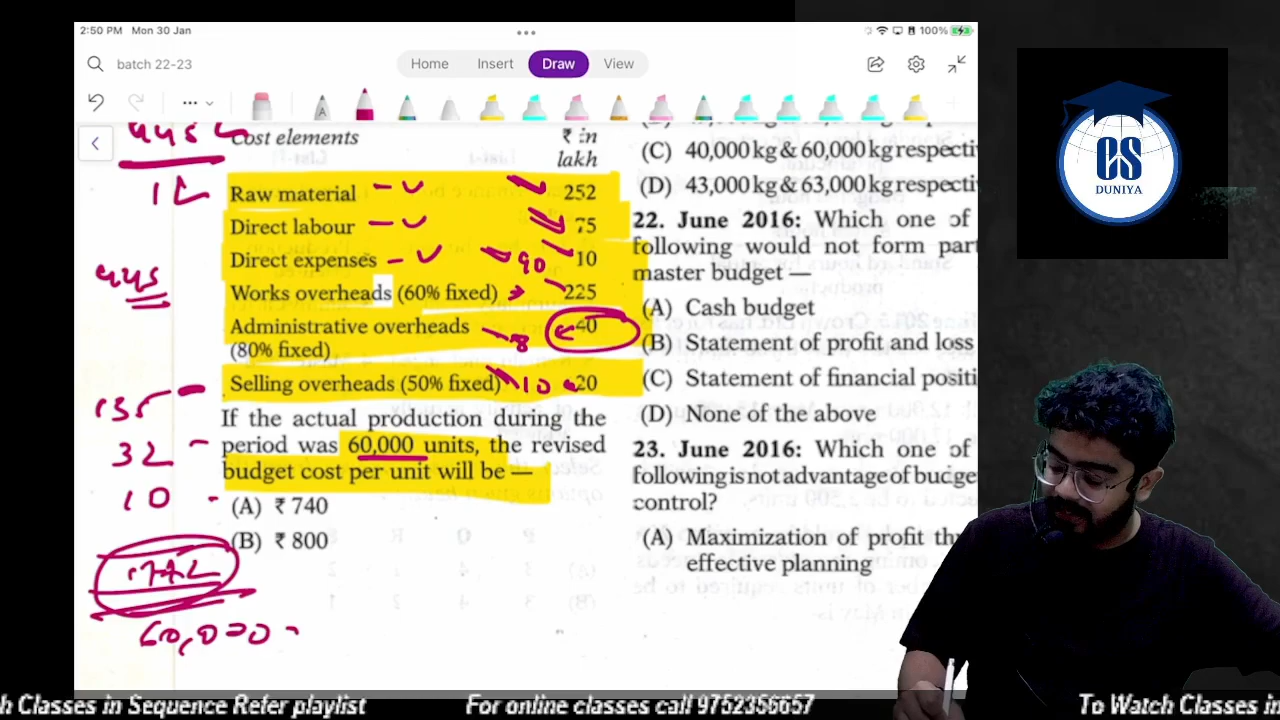 2:50 PM Mon 30 Jan
100%
batch 22-23
Home Insert Draw View
445 L
1 L
445
135
32
10
177 L
60,000
Cost elements ₹ in
lakh
Raw material 252
Direct labour 75
Direct expenses 90 10
Works overheads (60% fixed) 225
Administrative overheads 8 40
(80% fixed)
Selling overheads (50% fixed) 10 20
If the actual production during the
period was 60,000 units, the revised
budget cost per unit will be —
(A) ₹ 740
(B) ₹ 800
(C) 40,000 kg & 60,000 kg respecti
(D) 43,000 kg & 63,000 kg respecti
22. June 2016: Which one of
following would not form part
master budget —
(A) Cash budget
(B) Statement of profit and loss
(C) Statement of financial positi
(D) None of the above
23. June 2016: Which one of
following is not advantage of budge
control?
(A) Maximization of profit th
effective planning
CS
DUNIYA
h Classes in Sequence Refer playlist For online classes call 9752356657 To Watch Classes in